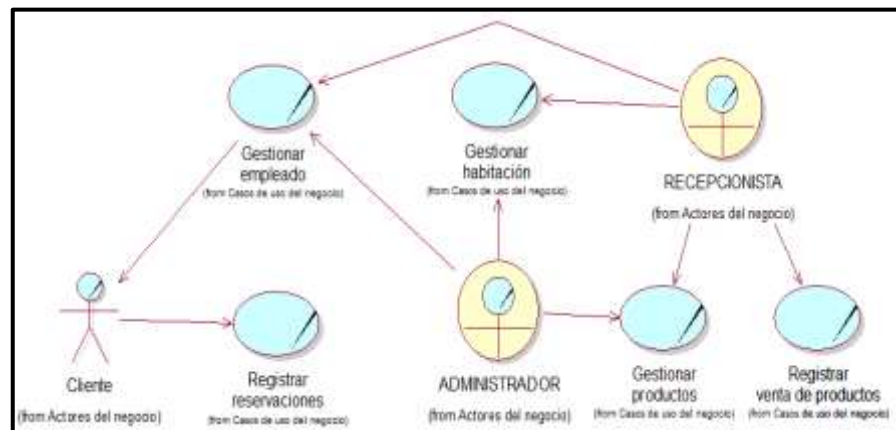 Gestionar
empleado
(from Casos de uso del negocio)
Gestionar
habitación
(from Casos de uso del negocio)
RECEPCIONISTA
(from Actores del negocio)
Cliente
(from Actores del negocio)
Registrar
reservaciones
(from Casos de uso del negocio)
ADMINISTRADOR
(from Actores del negocio)
Gestionar
productos
(from Casos de uso del negocio)
Registrar
venta de productos
(from Casos de uso del negocio)